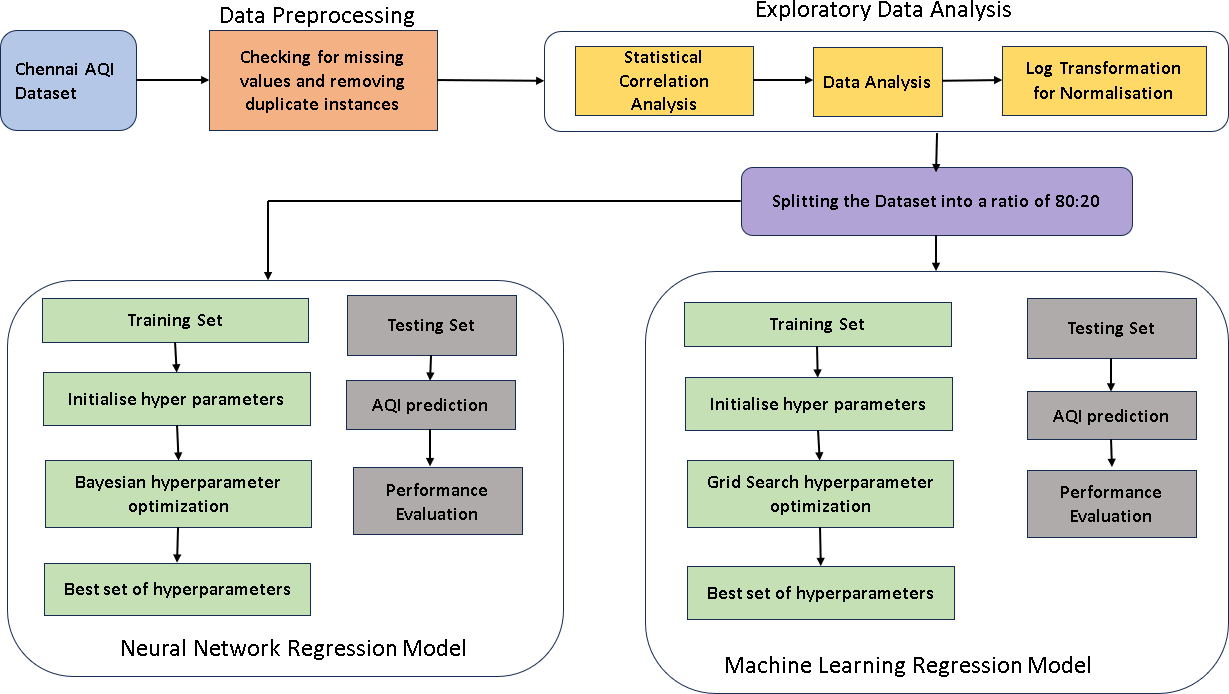 Data Preprocessing
Exploratory Data Analysis
Chennai AQI
Dataset
Checking for missing
values and removing
duplicate instances
Statistical
Correlation
Analysis
Data Analysis
Log Transformation
for Normalisation
Splitting the Dataset into a ratio of 80:20
Training Set
Initialise hyper parameters
Bayesian hyperparameter
optimization
Best set of hyperparameters
Testing Set
AQI prediction
Performance
Evaluation
Neural Network Regression Model
Training Set
Initialise hyper parameters
Grid Search hyperparameter
optimization
Best set of hyperparameters
Testing Set
AQI prediction
Performance
Evaluation
Machine Learning Regression Model